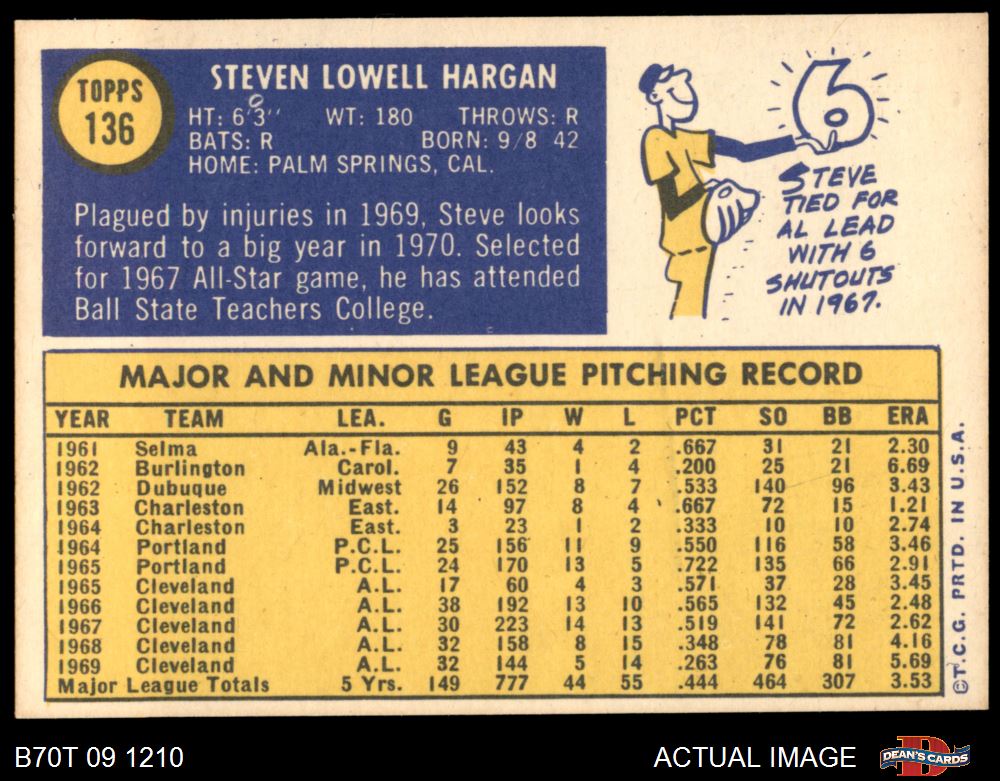 TOPPS
136
STEVEN LOWELL HARGAN
HT: 6'3'' WT: 180 THROWS: R
BATS: R BORN: 9/8 42
HOME: PALM SPRINGS, CAL.
Plagued by injuries in 1969, Steve looks
forward to a big year in 1970. Selected
for 1967 All-Star game, he has attended
Ball State Teachers College.
6
STEVE
TIED FOR
AL LEAD
WITH 6
SHUTOUTS
IN 1967.
MAJOR AND MINOR LEAGUE PITCHING RECORD
YEAR TEAM LEA. G IP W L PCT SO BB ERA
1961 Selma Ala.-Fla. 9 43 4 2 .667 31 21 2.30
1962 Burlington Carol. 7 35 1 4 .200 25 21 6.69
1962 Dubuque Midwest 26 152 8 7 .533 140 96 3.43
1963 Charleston East. 14 97 8 4 .667 72 15 1.21
1964 Charleston East. 3 23 1 2 .333 10 10 2.74
1964 Portland P.C.L. 25 156 11 9 .550 116 58 3.46
1965 Portland P.C.L. 24 170 13 5 .722 135 66 2.91
1965 Cleveland A.L. 17 60 4 3 .571 37 28 3.45
1966 Cleveland A.L. 38 192 13 10 .565 132 45 2.48
1967 Cleveland A.L. 30 223 14 13 .519 141 72 2.62
1968 Cleveland A.L. 32 158 8 15 .348 78 81 4.16
1969 Cleveland A.L. 32 144 5 14 .263 76 81 5.69
Major League Totals 5 Yrs. 149 777 44 55 .444 464 307 3.53
©T.C.G. PRTD. IN U.S.A.
B70T 09 1210
ACTUAL IMAGE
DEAN'S CARDS